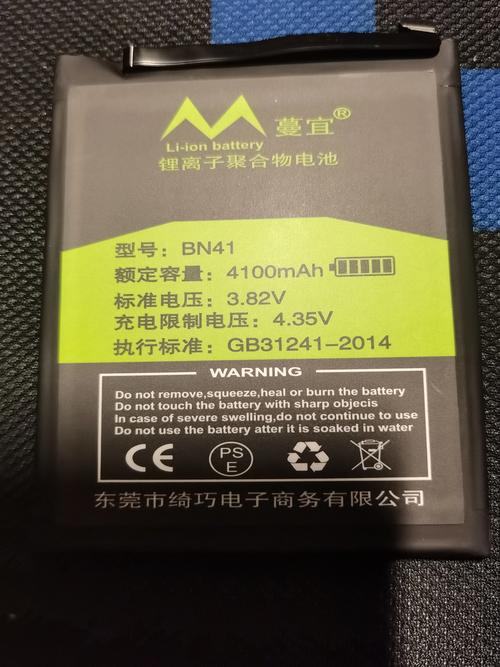 蔓宜®
Li-ion battery
锂离子聚合物电池
型号：BN41
额定容量：4100mAh
标准电压：3.82V
充电限制电压：4.35V
执行标准：GB31241-2014
WARNING
Do not remove,squeeze,heal or burn the battery
Do not touch the battery with sharp objecis
In case of severe swelling,do not continue to use
Do not use the battery atter it is soaked in water
CE
PS
E
东莞市绮巧电子商务有限公司